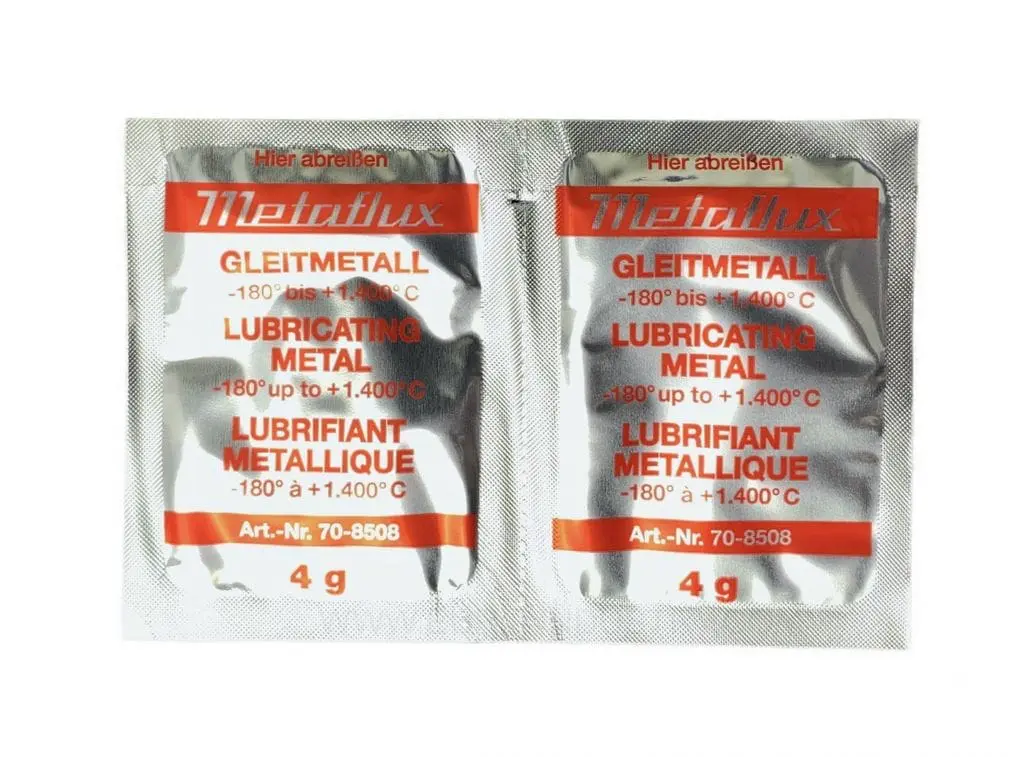 Hier abreißen
Metaflux
GLEITMETALL
-180° bis +1.400° C
LUBRICATING
METAL
-180° up to +1.400° C
LUBRIFIANT
METALLIQUE
-180° à +1.400° C
Art.-Nr. 70-8508
4 g
Hier abreißen
Metaflux
GLEITMETALL
-180° bis +1.400° C
LUBRICATING
METAL
-180° up to +1.400° C
LUBRIFIANT
METALLIQUE
-180° à +1.400° C
Art.-Nr. 70-8508
4 g